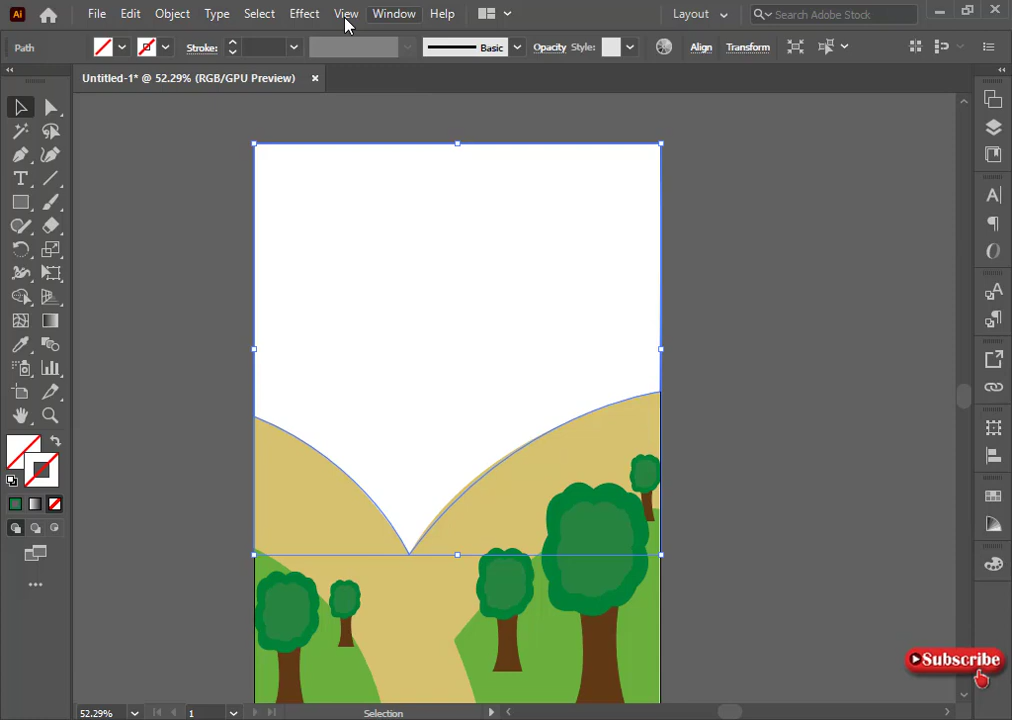 Ai File Edit Object Type Select Effect View Window Help Layout Search Adobe Stock
Path Stroke: Basic Opacity Style: Align Transform
Untitled-1* @ 52.29% (RGB/GPU Preview) ×
Subscribe
52.29% 1 Selection